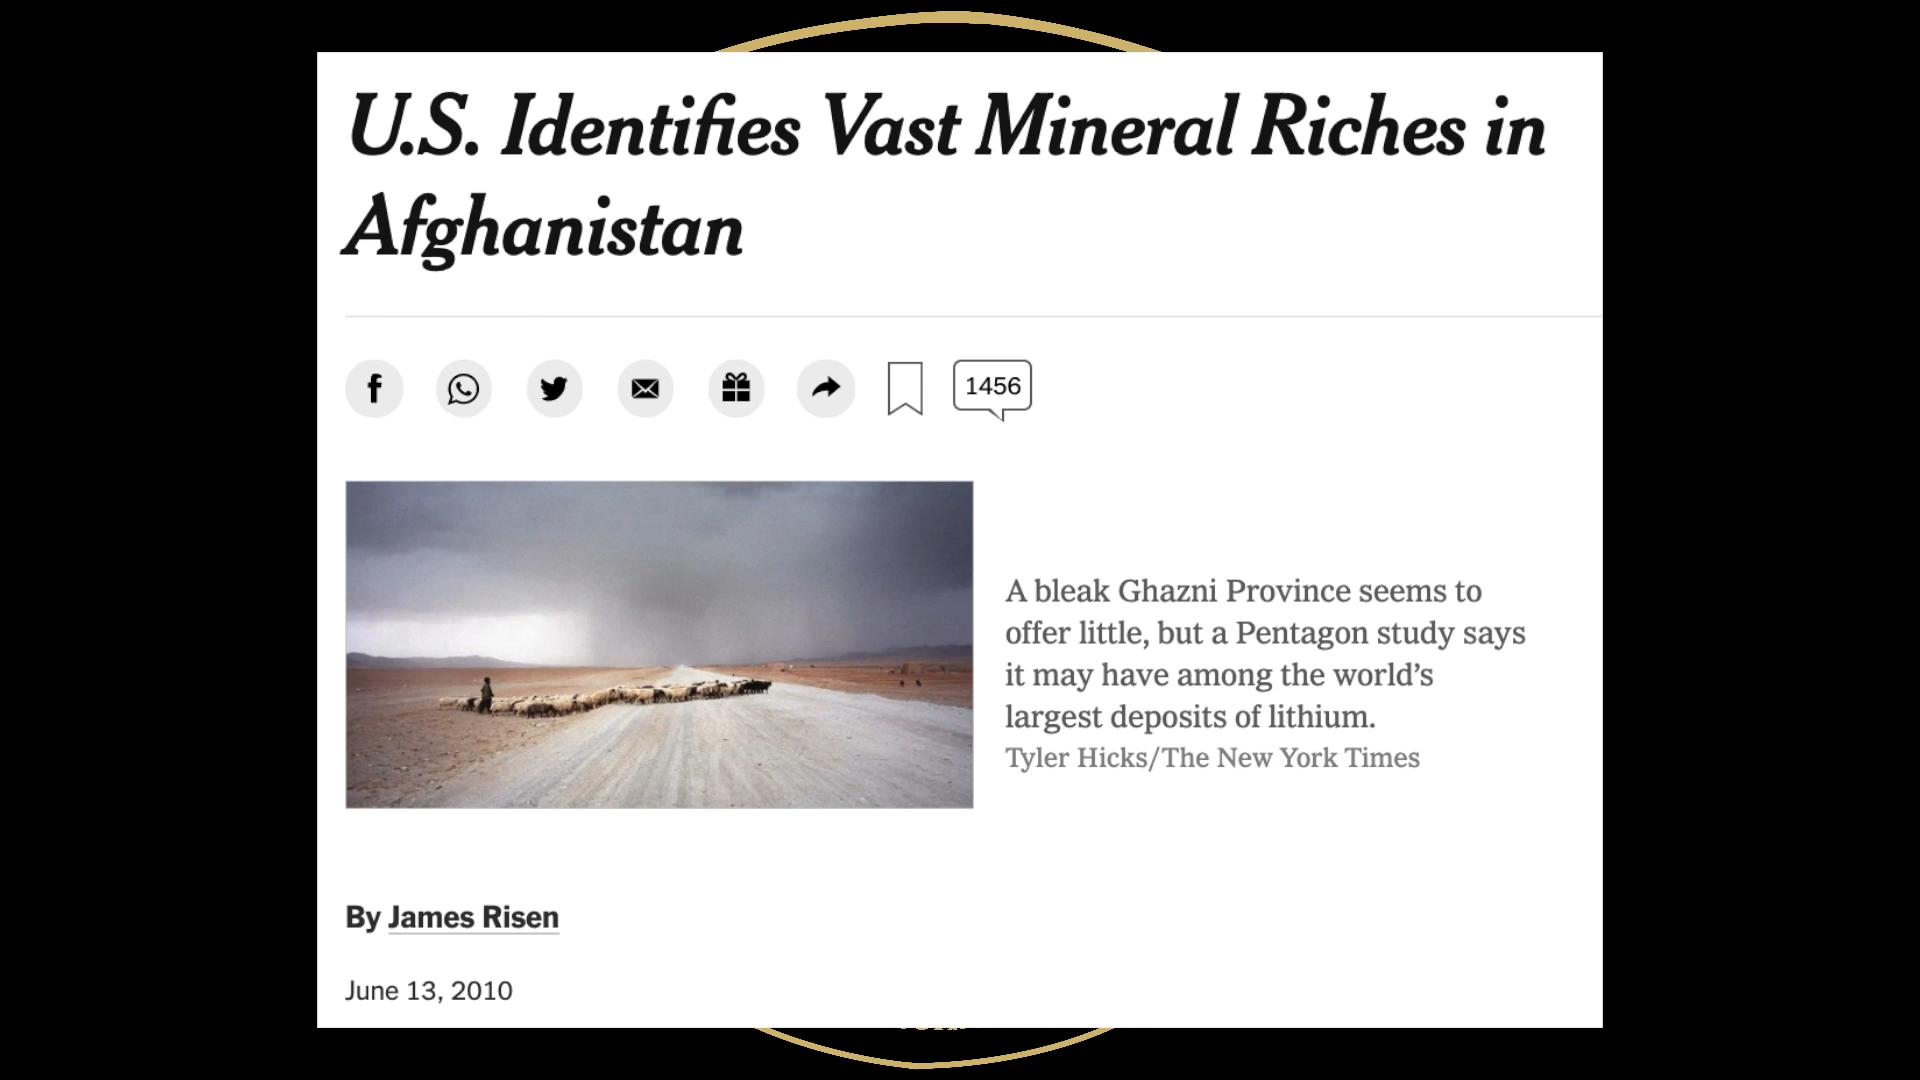 U.S. Identifies Vast Mineral Riches in
Afghanistan
1456
A bleak Ghazni Province seems to
offer little, but a Pentagon study says
it may have among the world’s
largest deposits of lithium.
Tyler Hicks/The New York Times
By James Risen
June 13, 2010